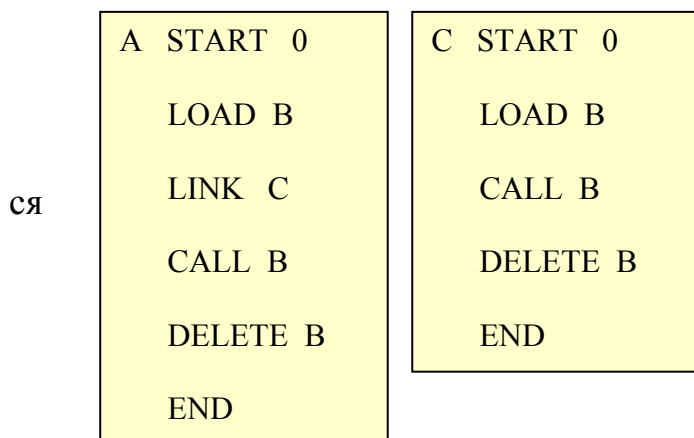 A START 0
LOAD B
LINK C
CALL B
DELETE B
END
C START 0
LOAD B
CALL B
DELETE B
END
ся